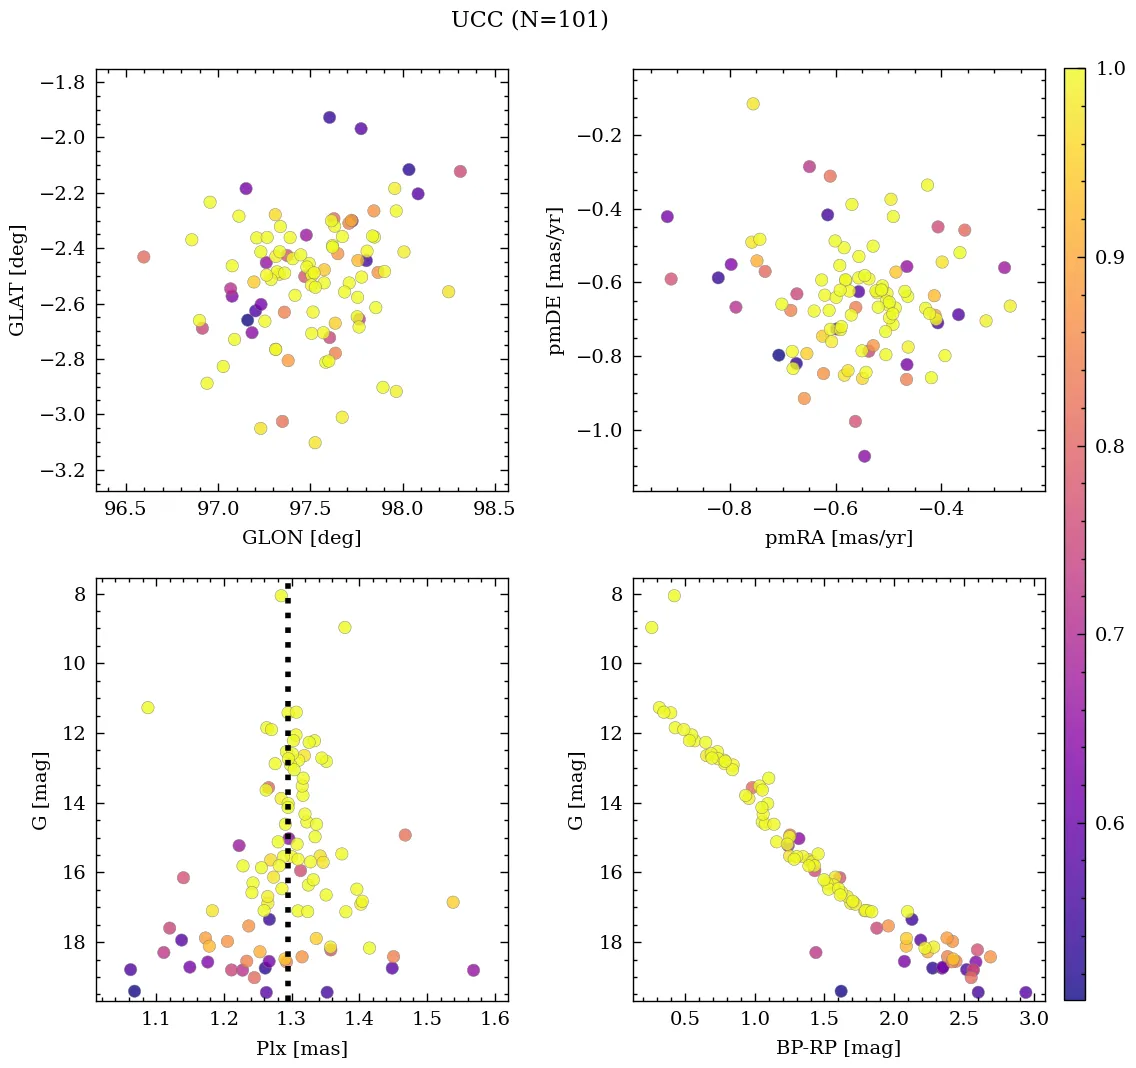 UCC (N=101)
−1.8
−2.0
−2.2
−2.4
−2.6
−2.8
−3.0
−3.2
GLAT [deg]
96.5 97.0 97.5 98.0 98.5
GLON [deg]
−0.2
−0.4
−0.6
−0.8
−1.0
pmDE [mas/yr]
−0.8 −0.6 −0.4
pmRA [mas/yr]
8
10
12
14
16
18
G [mag]
1.1 1.2 1.3 1.4 1.5 1.6
Plx [mas]
8
10
12
14
16
18
G [mag]
0.5 1.0 1.5 2.0 2.5 3.0
BP-RP [mag]
1.0
0.9
0.8
0.7
0.6